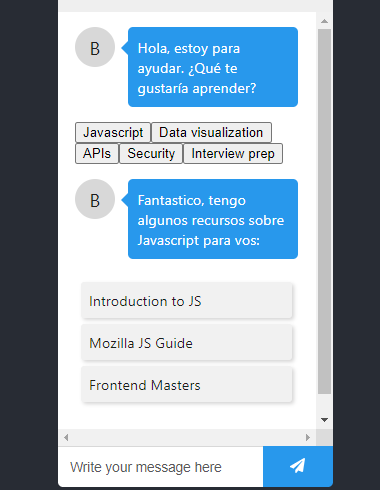 B
Hola, estoy para
ayudar. ¿Qué te
gustaría aprender?
Javascript Data visualization
APIs Security Interview prep
B
Fantastico, tengo
algunos recursos sobre
Javascript para vos:
Introduction to JS
Mozilla JS Guide
Frontend Masters
Write your message here